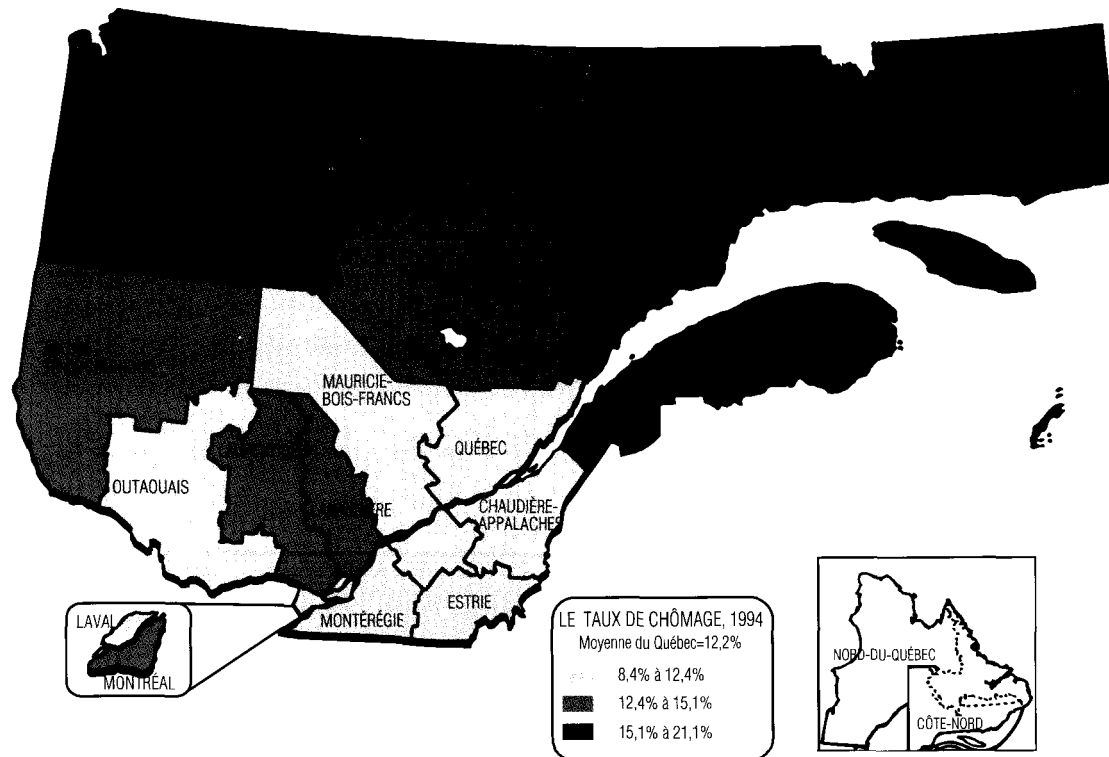 MAURICIE-
BOIS-FRANCS
QUÉBEC
OUTAOUAIS
CHAUDIÈRE-
APPALACHES
ESTRIE
MONTÉRÉGIE
LAVAL
MONTRÉAL
LE TAUX DE CHÔMAGE, 1994
Moyenne du Québec=12,2%
8,4% à 12,4%
12,4% à 15,1%
15,1% à 21,1%
NORD-DU-QUÉBEC
CÔTE-NORD